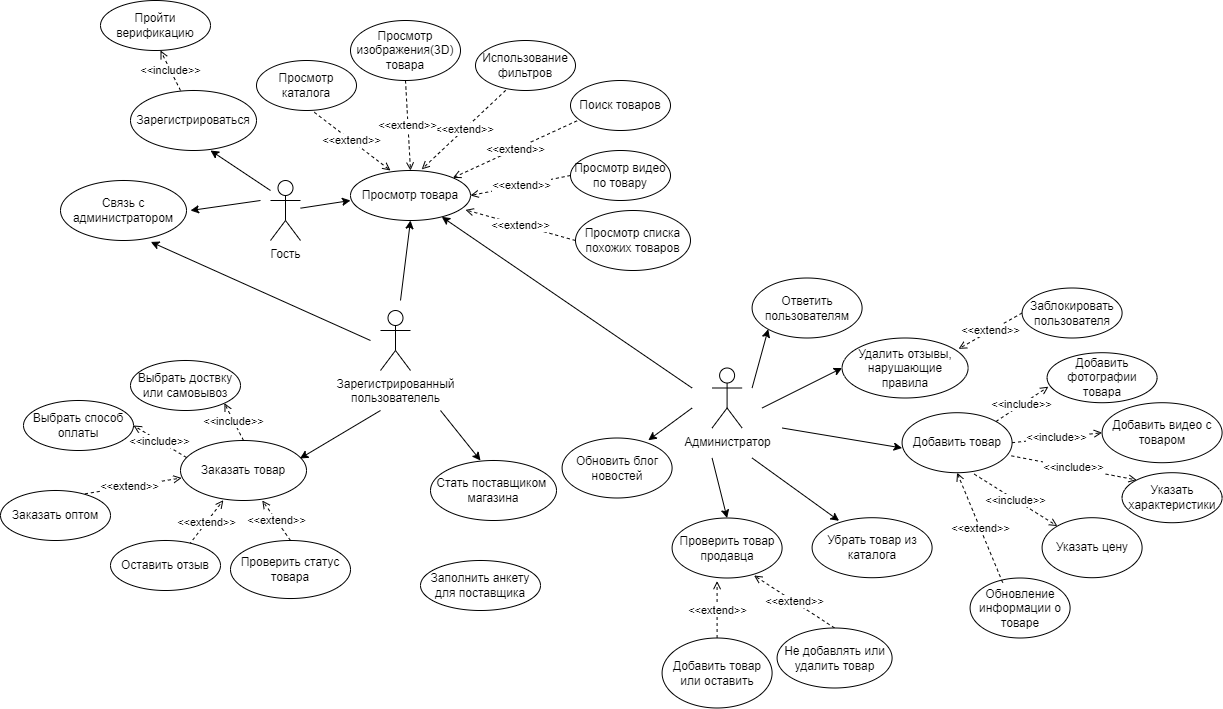 Пройти
верификацию
<<include>>
Зарегистрироваться
Просмотр
каталога
Просмотр
изображения(3D)
товара
Использование
фильтров
Поиск товаров
<<extend>>
<<extend>>
<<extend>>
<<extend>>
Просмотр видео
по товару
<<extend>>
Просмотр товара
Просмотр списка
похожих товаров
<<extend>>
Связь с
администратором
Гость
Зарегистрированный
пользователель
Выбрать доствку
или самовывоз
<<include>>
Выбрать способ
оплаты
<<include>>
Заказать товар
<<extend>>
Заказать оптом
<<extend>>
<<extend>>
Оставить отзыв
Проверить статус
товара
Стать поставщиком
магазина
Заполнить анкету
для поставщика
Ответить
пользователям
Заблокировать
пользователя
<<extend>>
Удалить отзывы,
нарушающие
правила
Администратор
Добавить
фотографии
товара
<<include>>
Добавить товар
Добавить видео с
товаром
<<include>>
<<include>>
Указать
характеристики
<<include>>
Указать цену
<<extend>>
Обновление
информации о
товаре
Обновить блог
новостей
Проверить товар
продавца
Убрать товар из
каталога
<<extend>>
<<extend>>
Добавить товар
или оставить
Не добавлять или
удалить товар